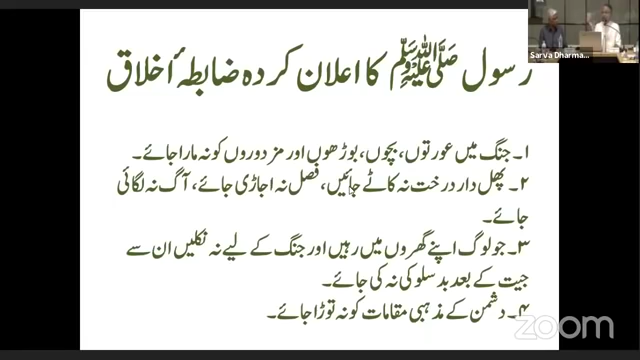 رسول ﷺ کا اعلان کردہ ضابطۂ اخلاق
۱۔ جنگ میں عورتوں، بچوں، بوڑھوں اور مزدوروں کو نہ مارا جائے۔
۲۔ پھل دار درخت نہ کاٹے جائیں، فصل نہ اجاڑی جائے، آگ نہ لگائی
جائے۔
۳۔ جو لوگ اپنے گھروں میں رہیں اور جنگ کے لیے نہ نکلیں ان سے
جیت کے بعد بدسلوکی نہ کی جائے۔
۴۔ دشمن کے مذہبی مقامات کو نہ توڑا جائے۔
Sarva Dharma...
zoom